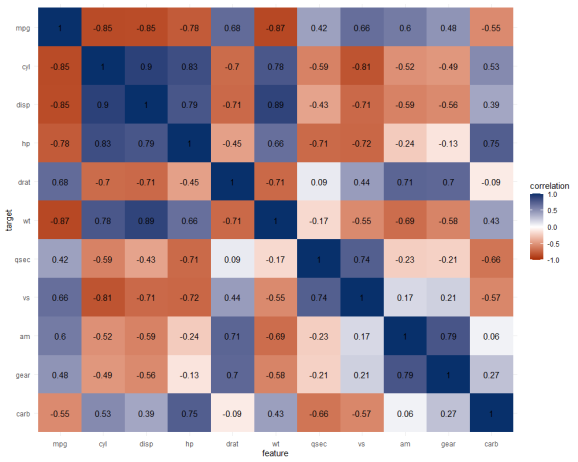 mpg 1 -0.85 -0.85 -0.78 0.68 -0.87 0.42 0.66 0.6 0.48 -0.55
cyl -0.85 1 0.9 0.83 -0.7 0.78 -0.59 -0.81 -0.52 -0.49 0.53
disp -0.85 0.9 1 0.79 -0.71 0.89 -0.43 -0.71 -0.59 -0.56 0.39
hp -0.78 0.83 0.79 1 -0.45 0.66 -0.71 -0.72 -0.24 -0.13 0.75
drat 0.68 -0.7 -0.71 -0.45 1 -0.71 0.09 0.44 0.71 0.7 -0.09
wt -0.87 0.78 0.89 0.66 -0.71 1 -0.17 -0.55 -0.69 -0.58 0.43
qsec 0.42 -0.59 -0.43 -0.71 0.09 -0.17 1 0.74 -0.23 -0.21 -0.66
vs 0.66 -0.81 -0.71 -0.72 0.44 -0.55 0.74 1 0.17 0.21 -0.57
am 0.6 -0.52 -0.59 -0.24 0.71 -0.69 -0.23 0.17 1 0.79 0.06
gear 0.48 -0.49 -0.56 -0.13 0.7 -0.58 -0.21 0.21 0.79 1 0.27
carb -0.55 0.53 0.39 0.75 -0.09 0.43 -0.66 -0.57 0.06 0.27 1
mpg cyl disp hp drat wt qsec vs am gear carb
feature
target
correlation
1.0
0.5
0.0
-0.5
-1.0